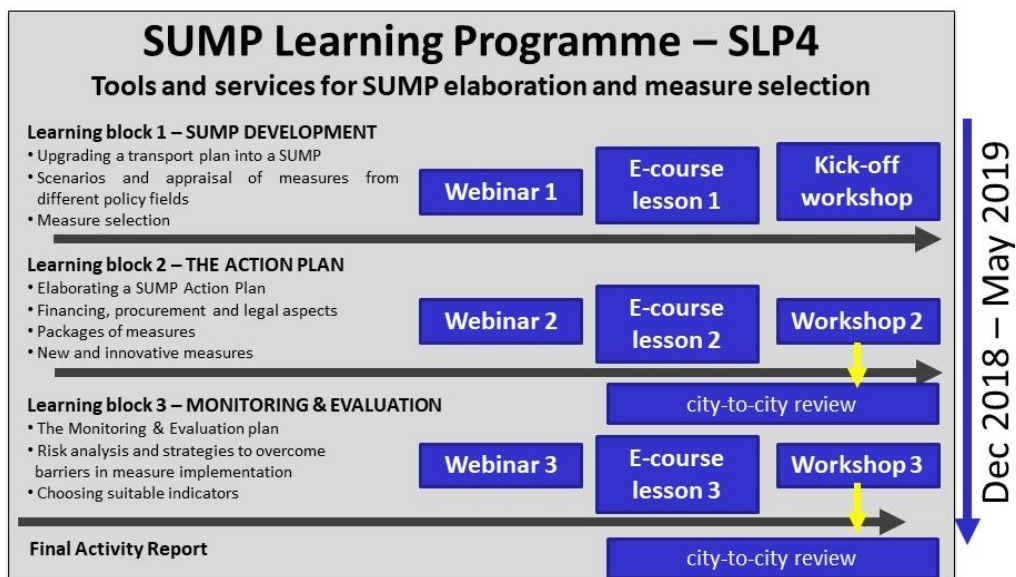 SUMP Learning Programme – SLP4
Tools and services for SUMP elaboration and measure selection
Learning block 1 – SUMP DEVELOPMENT
• Upgrading a transport plan into a SUMP
• Scenarios and appraisal of measures from
different policy fields
• Measure selection
Webinar 1
E-course
lesson 1
Kick-off
workshop
Learning block 2 – THE ACTION PLAN
• Elaborating a SUMP Action Plan
• Financing, procurement and legal aspects
• Packages of measures
• New and innovative measures
Webinar 2
E-course
lesson 2
Workshop 2
city-to-city review
Learning block 3 – MONITORING & EVALUATION
• The Monitoring & Evaluation plan
• Risk analysis and strategies to overcome
barriers in measure implementation
• Choosing suitable indicators
Webinar 3
E-course
lesson 3
Workshop 3
Final Activity Report
city-to-city review
Dec 2018 – May 2019